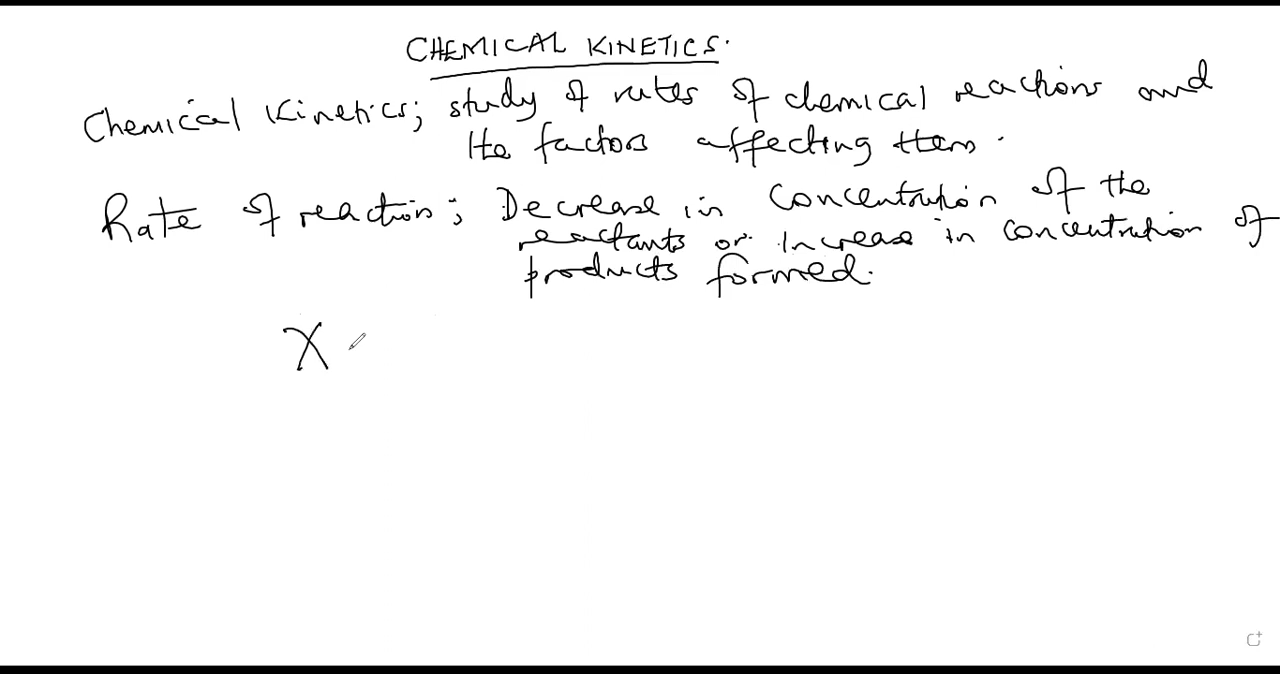 CHEMICAL KINETICS.
Chemical Kinetics; study of rates of chemical reactions and
the factors affecting them.
Rate of reaction; Decrease in concentration of the
reactants or increase in concentration of
products formed.
X